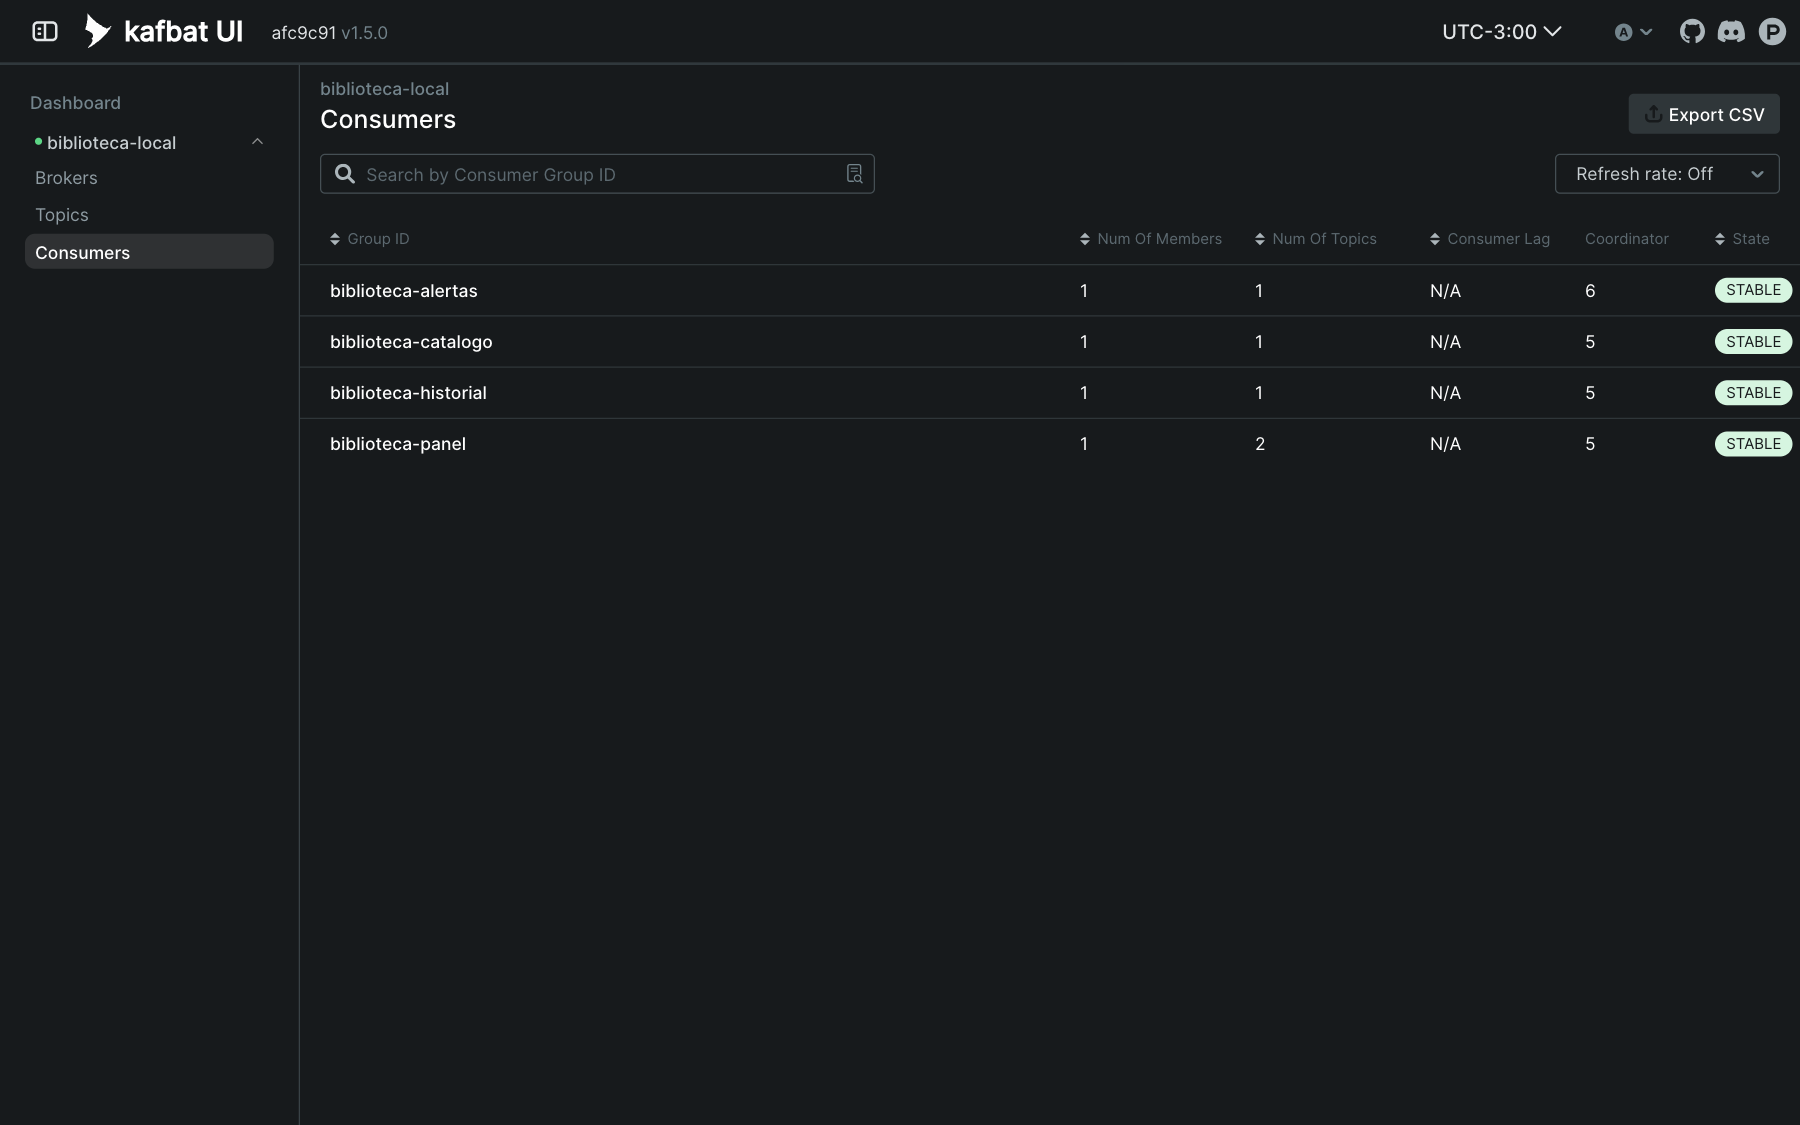 kafbat UI afc9c91 v1.5.0 UTC-3:00 A P
Dashboard
biblioteca-local
Brokers
Topics
Consumers
biblioteca-local
Consumers
Export CSV
Search by Consumer Group ID
Refresh rate: Off
Group ID Num Of Members Num Of Topics Consumer Lag Coordinator State
biblioteca-alertas 1 1 N/A 6 STABLE
biblioteca-catalogo 1 1 N/A 5 STABLE
biblioteca-historial 1 1 N/A 5 STABLE
biblioteca-panel 1 2 N/A 5 STABLE